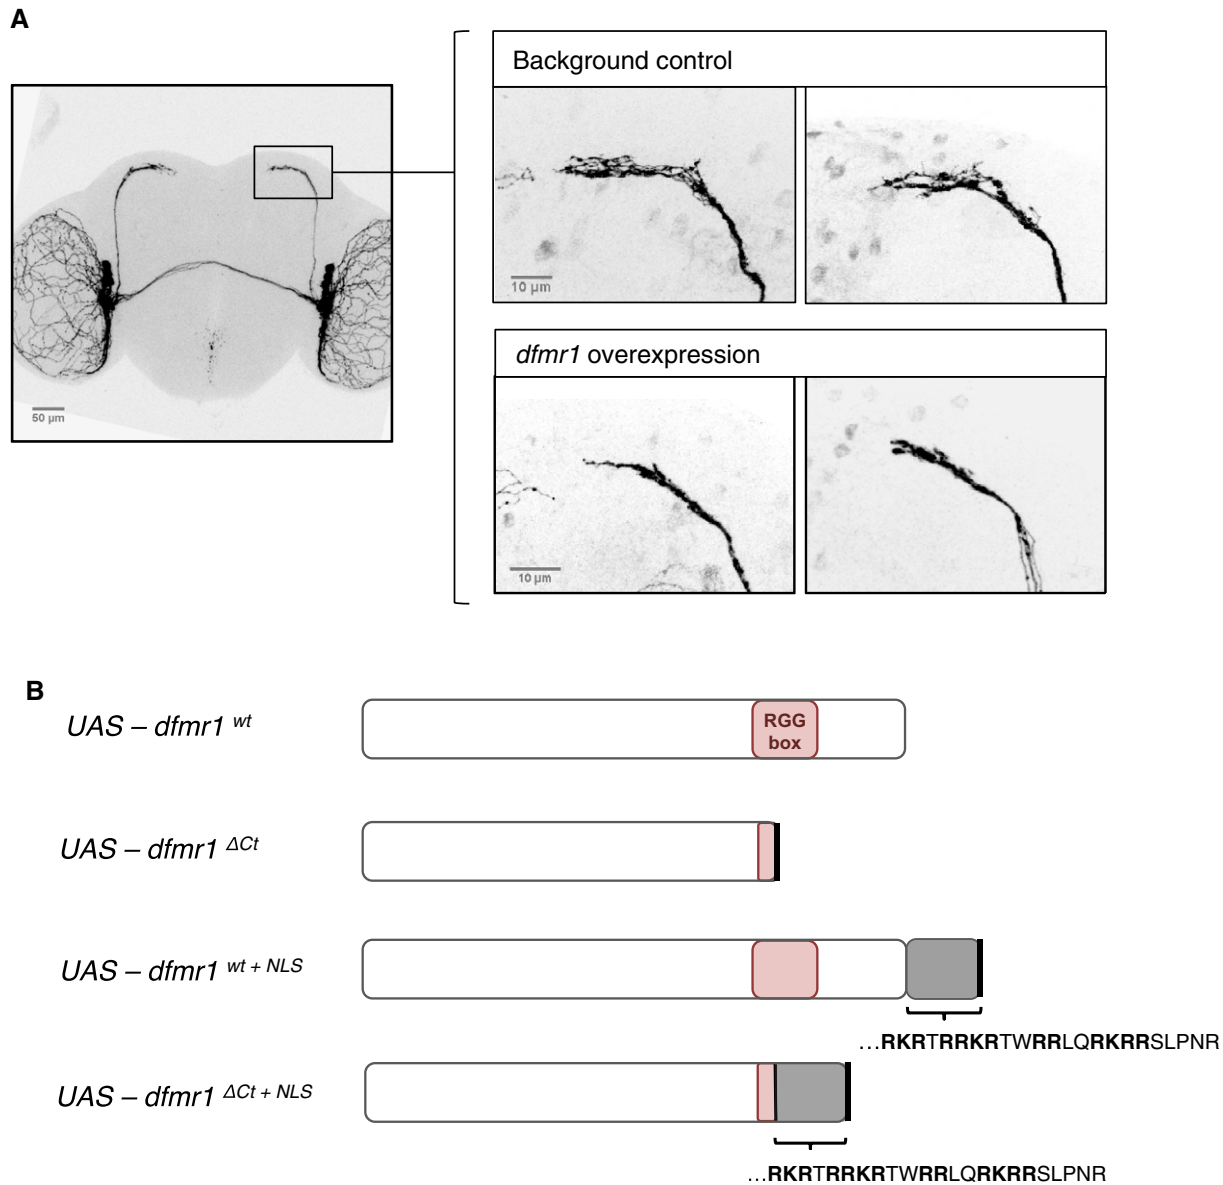 A
Background control
10 µm
50 µm
dfmr1 overexpression
10 µm
B
UAS – dfmr1 wt
RGG
box
UAS – dfmr1 ΔCt
UAS – dfmr1 wt + NLS
...RKRTRRKRTWRRLQRKRRSLPNR
UAS – dfmr1 ΔCt + NLS
...RKRTRRKRTWRRLQRKRRSLPNR